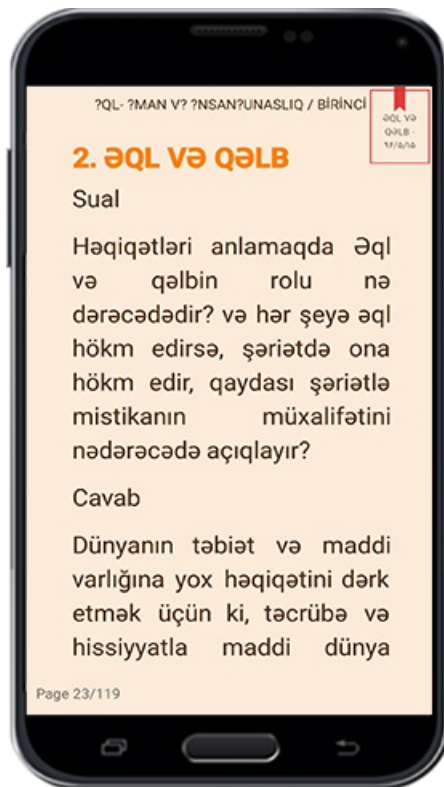 ?QL- ?MAN V? ?NSAN?UNASLIQ / BİRİNCİ
ƏQL VƏ
QƏLB -
۹۶/۵/۱۵
2. ƏQL VƏ QƏLB
Sual
Həqiqətləri anlamaqda Əql
və qəlbin rolu nə
dərəcədədir? və hər şeyə əql
hökm edirsə, şəriətdə ona
hökm edir, qaydası şəriətlə
mistikanın müxalifətini
nədərəcədə açıqlayır?
Cavab
Dünyanın təbiət və maddi
varlığına yox həqiqətini dərk
etmək üçün ki, təcrübə və
hissiyyatla maddi dünya
Page 23/119